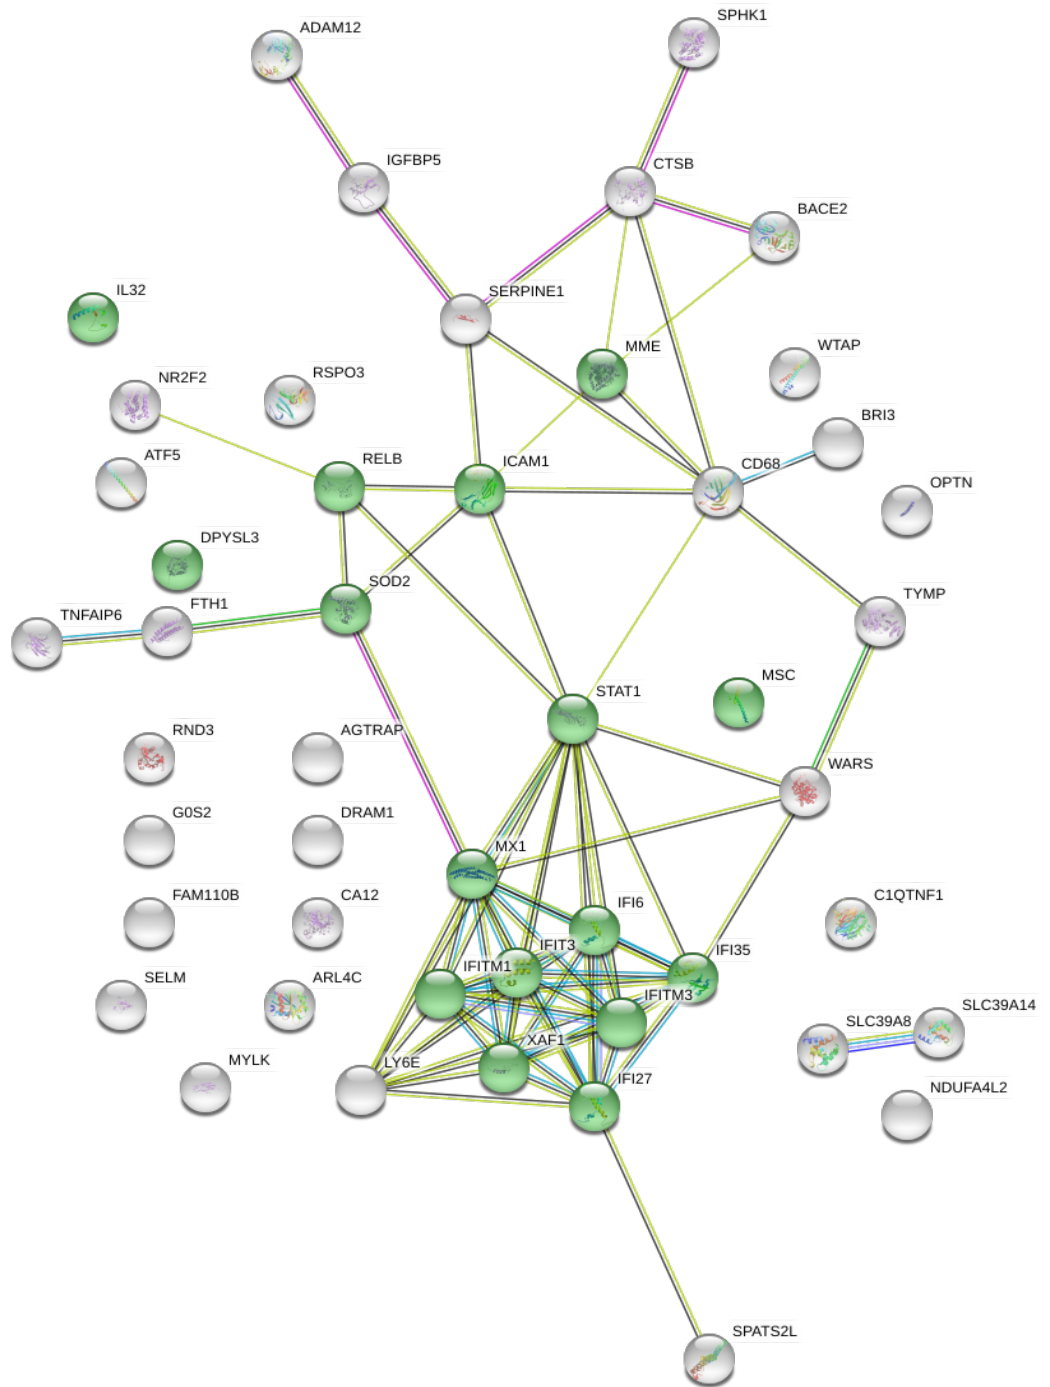 SPHK1
ADAM12
IGFBP5
CTSB
BACE2
IL32
SERPINE1
MME
WTAP
NR2F2
RSPO3
BRI3
ATF5
RELB
ICAM1
CD68
OPTN
DPYSL3
SOD2
TNFAIP6
FTH1
TYMP
STAT1
MSC
RND3
AGTRAP
WARS
G0S2
DRAM1
MX1
FAM110B
CA12
IFI6
C1QTNF1
IFIT3
IFI35
IFITM1
SELM
ARL4C
IFITM3
SLC39A14
SLC39A8
XAF1
MYLK
LY6E
IFI27
NDUFA4L2
SPATS2L